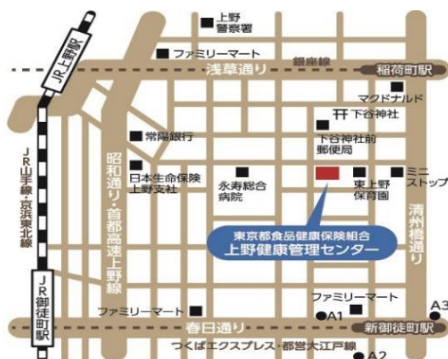 上野
警察署
JR上野駅
ファミリーマート
銀座線
浅草通り
稲荷町駅
マクドナルド
下谷神社
常陽銀行
下谷神社前
郵便局
JR山手線・京浜東北線
昭和通り・首都高速上野線
日本生命保険
上野支社
永寿総合
病院
東上野
保育園
ミニ
ストップ
清州橋通り
東京都食品健康保険組合
上野健康管理センター
JR御徒町駅
ファミリーマート
ファミリーマート
A1
A3
春日通り
新御徒町駅
つくばエクスプレス・都営大江戸線
A2